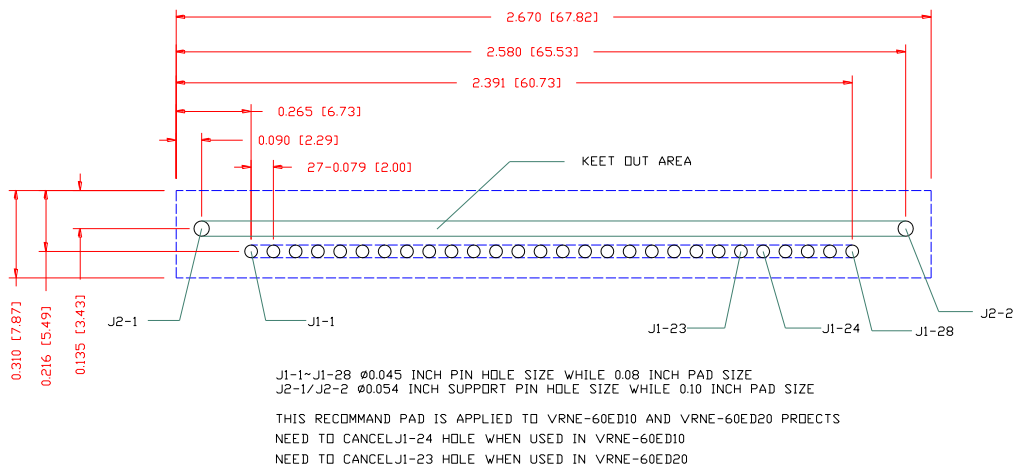 2.670 [67.82]
2.580 [65.53]
2.391 [60.73]
0.265 [6.73]
0.090 [2.29]
27-0.079 [2.00]
KEET OUT AREA
0.310 [7.87]
0.216 [5.49]
0.135 [3.43]
J2-1
J1-1
J1-23
J1-24
J1-28
J2-2
J1-1~J1-28 Ø0.045 INCH PIN HOLE SIZE WHILE 0.08 INCH PAD SIZE
J2-1/J2-2 Ø0.054 INCH SUPPORT PIN HOLE SIZE WHILE 0.10 INCH PAD SIZE
THIS RECOMMAND PAD IS APPLIED TO VRNE-60ED10 AND VRNE-60ED20 PROECTS
NEED TO CANCELJ1-24 HOLE WHEN USED IN VRNE-60ED10
NEED TO CANCELJ1-23 HOLE WHEN USED IN VRNE-60ED20